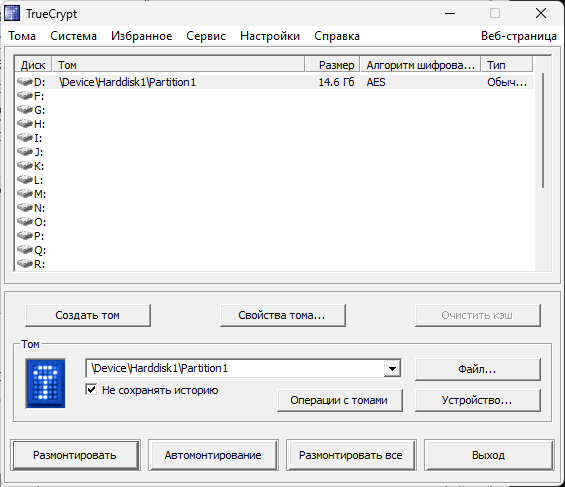 TrueCrypt
Тома Система Избранное Сервис Настройки Справка Веб-страница
Диск Том Размер Алгоритм шифрова... Тип
D: \Device\Harddisk1\Partition1 14.6 Гб AES Обыч...
F:
G:
H:
I:
J:
K:
L:
M:
N:
O:
P:
Q:
R:
Создать том Свойства тома... Очистить кэш
Том
\Device\Harddisk1\Partition1 Файл...
Не сохранять историю
Операции с томами Устройство...
Размонтировать Автомонтирование Размонтировать все Выход